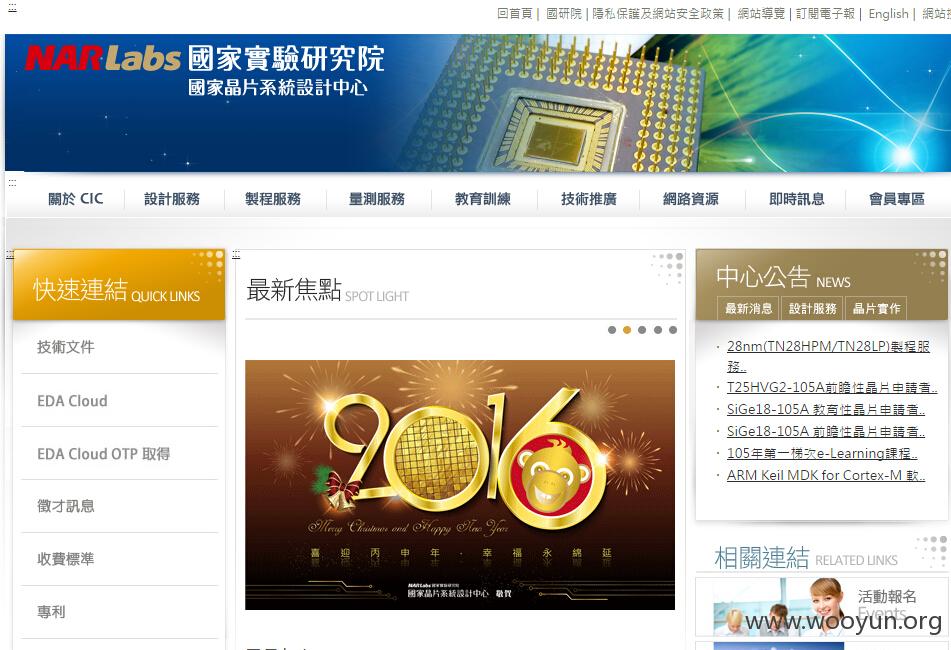 :::
回首頁 | 國研院 | 隱私保護及網站安全政策 | 網站導覽 | 訂閱電子報 | English | 網站
NARLabs 國家實驗研究院
國家晶片系統設計中心
:::
關於 CIC
設計服務
製程服務
量測服務
教育訓練
技術推廣
網路資源
即時訊息
會員專區
:::
快速連結 QUICK LINKS
技術文件
EDA Cloud
EDA Cloud OTP 取得
徵才訊息
收費標準
專利
:::
最新焦點 SPOT LIGHT
2016
Merry Christmas and Happy New Year
喜迎丙申年·幸福永綿延
NARLabs 國家實驗研究院
國家晶片系統設計中心 敬賀
中心公告 NEWS
最新消息 設計服務 晶片實作
28nm(TN28HPM/TN28LP)製程服
務..
T25HVG2-105A前瞻性晶片申請者..
SiGe18-105A 教育性晶片申請者..
SiGe18-105A 前瞻性晶片申請者..
105年第一梯次e-Learning課程..
ARM Keil MDK for Cortex-M 軟..
相關連結 RELATED LINKS
活動報名
Events
www.wooyun.org